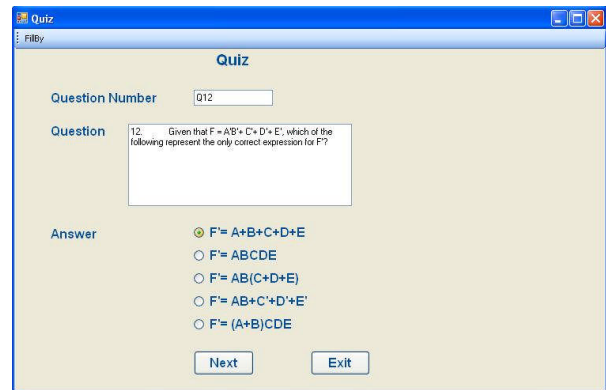 Quiz
FillBy
Quiz
Question Number Q12
Question 12. Given that F = A'B'+ C'+ D'+ E', which of the
following represent the only correct expression for F'?
Answer F'= A+B+C+D+E
F'= ABCDE
F'= AB(C+D+E)
F'= AB+C'+D'+E'
F'= (A+B)CDE
Next Exit